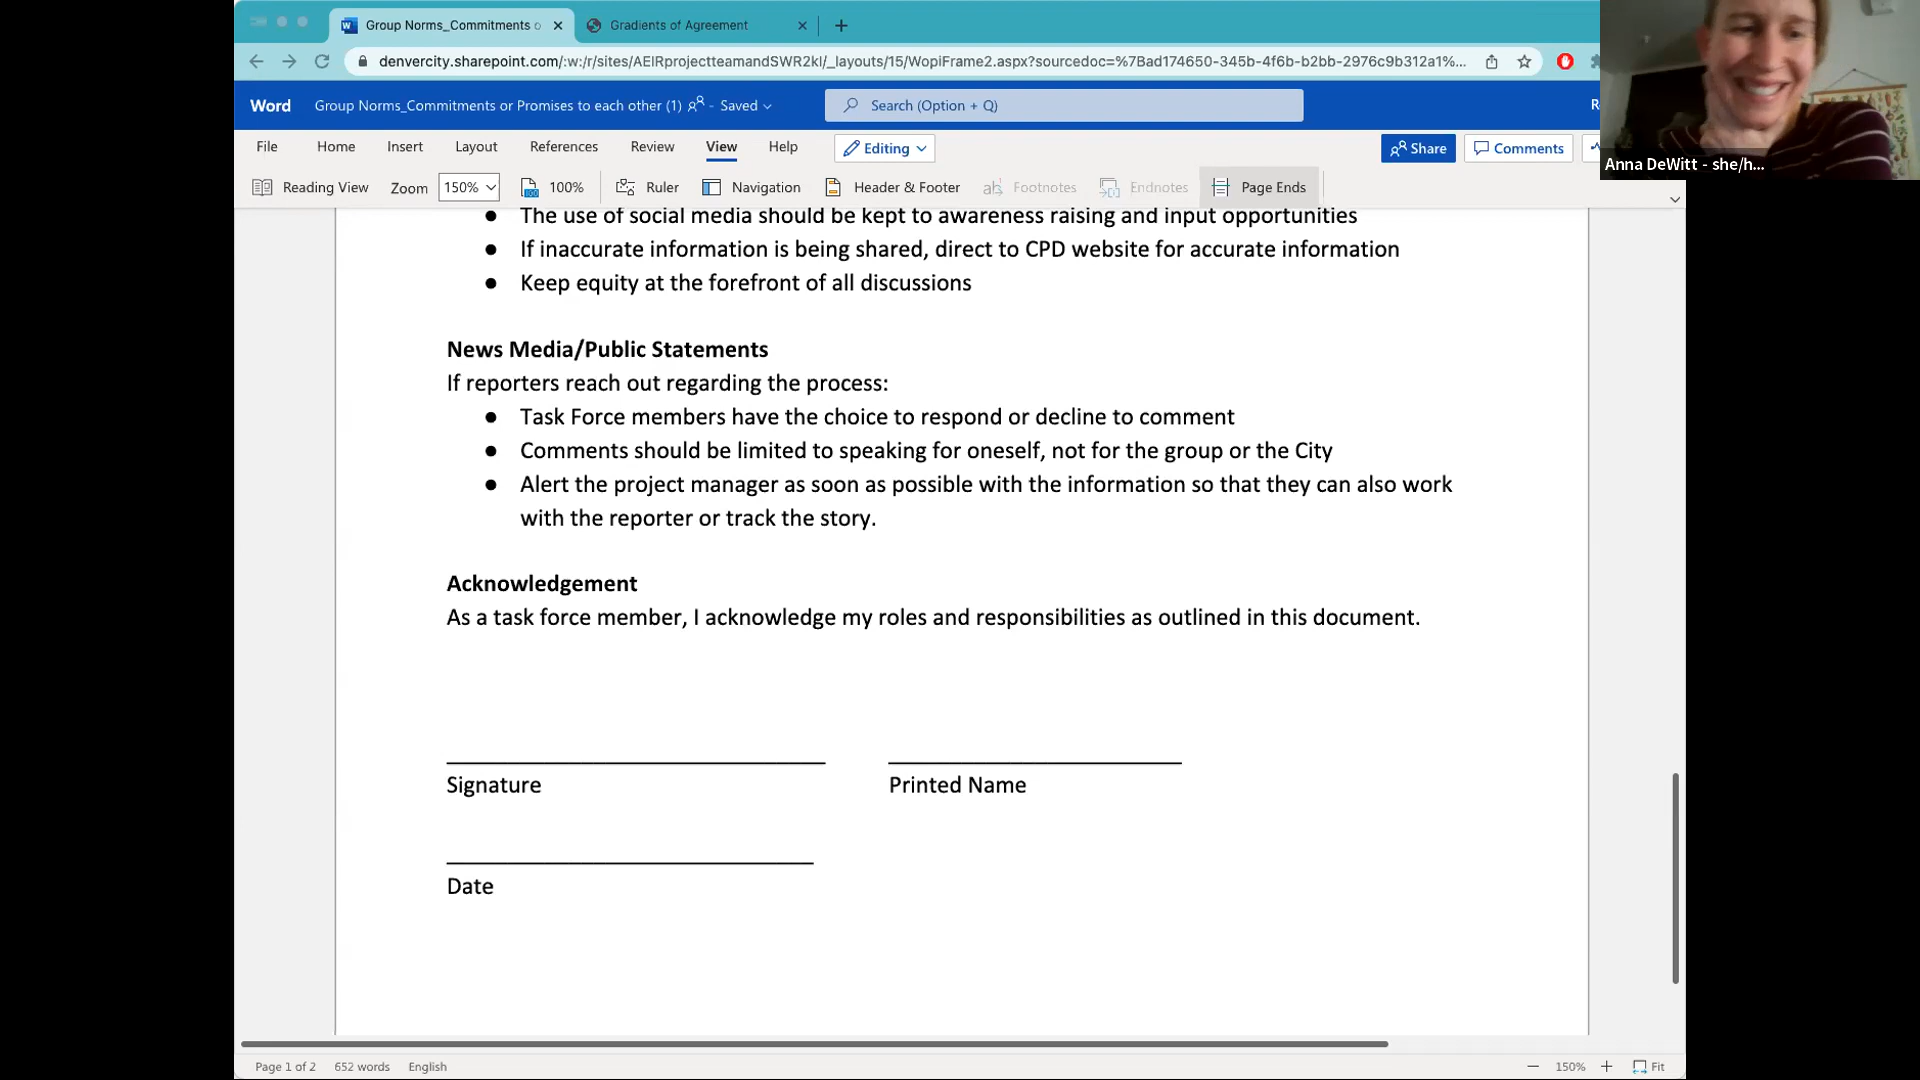 Group Norms_Commitments o
Gradients of Agreement
denvercity.sharepoint.com/:w:/r/sites/AEIRprojectteamandSWR2kl/_layouts/15/WopiFrame2.aspx?sourcedoc=%7Bad174650-345b-4f6b-b2bb-2976c9b312a1%...
Word Group Norms_Commitments or Promises to each other (1) - Saved Search (Option + Q)
File Home Insert Layout References Review View Help Editing Share Comments
Anna DeWitt - she/h...
Reading View Zoom 150% 100% Ruler Navigation Header & Footer Footnotes Endnotes Page Ends
● The use of social media should be kept to awareness raising and input opportunities
● If inaccurate information is being shared, direct to CPD website for accurate information
● Keep equity at the forefront of all discussions
News Media/Public Statements
If reporters reach out regarding the process:
● Task Force members have the choice to respond or decline to comment
● Comments should be limited to speaking for oneself, not for the group or the City
● Alert the project manager as soon as possible with the information so that they can also work
with the reporter or track the story.
Acknowledgement
As a task force member, I acknowledge my roles and responsibilities as outlined in this document.
Signature Printed Name
Date
Page 1 of 2 652 words English 150% Fit